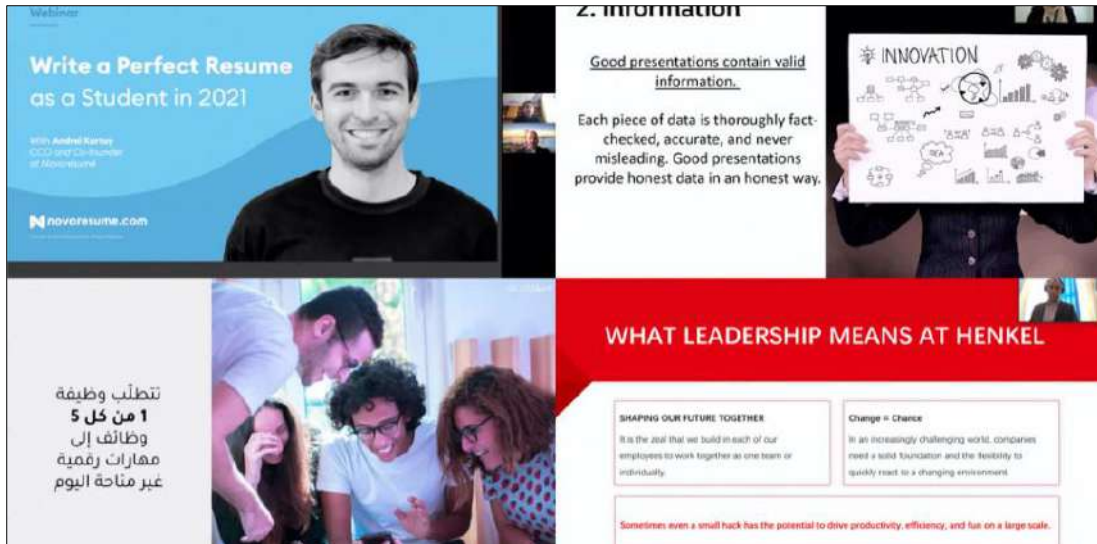 Webinar
Write a Perfect Resume
as a Student in 2021
With Andrei Kurtuy
CCO and Co-founder
at Novorésumé
novoresume.com
2. Information
Good presentations contain valid
information.
Each piece of data is thoroughly fact-
checked, accurate, and never
misleading. Good presentations
provide honest data in an honest way.
INNOVATION
IDEA
تتطلّب وظيفة
1 من كل 5
وظائف إلى
مهارات رقمية
غير متاحة اليوم
WHAT LEADERSHIP MEANS AT HENKEL
SHAPING OUR FUTURE TOGETHER
It is the zeal that we build in each of our
employees to work together as one team or
individually.
Change = Chance
In an increasingly challenging world, companies
need a solid foundation and the flexibility to
quickly react to a changing environment.
Sometimes even a small hack has the potential to drive productivity, efficiency, and fun on a large scale.